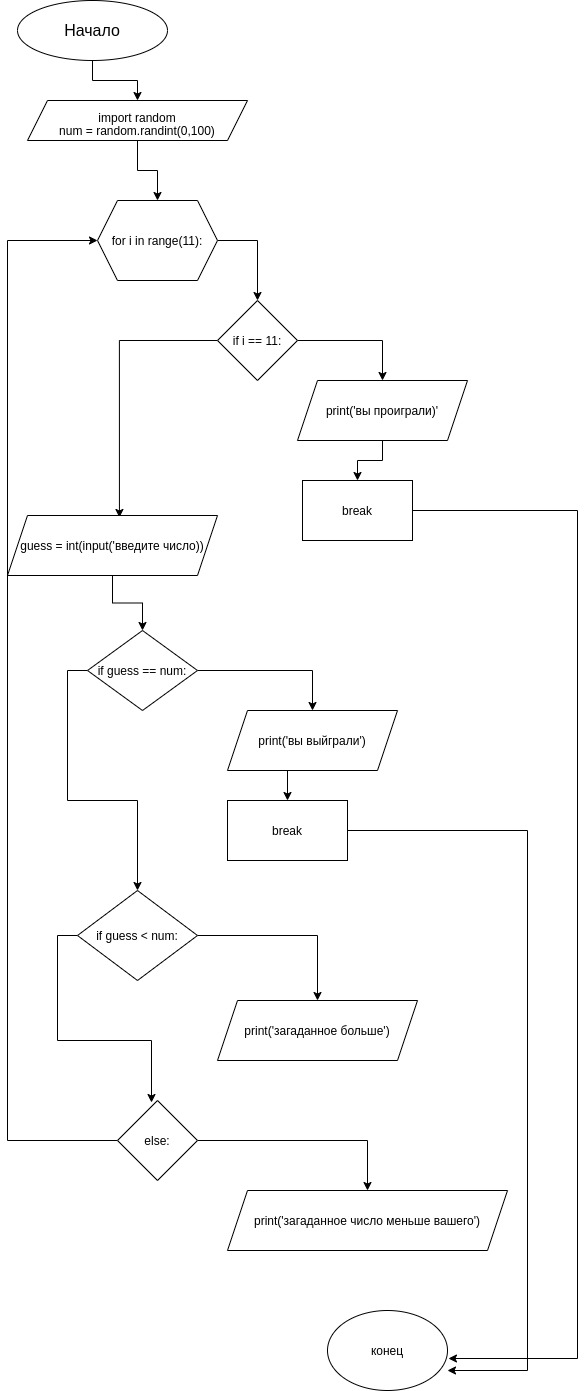 Начало
import random
num = random.randint(0,100)
for i in range(11):
if i == 11:
print('вы проиграли)'
break
guess = int(input('введите число))
if guess == num:
print('вы выйграли')
break
if guess < num:
print('загаданное больше')
else:
print('загаданное число меньше вашего')
конец